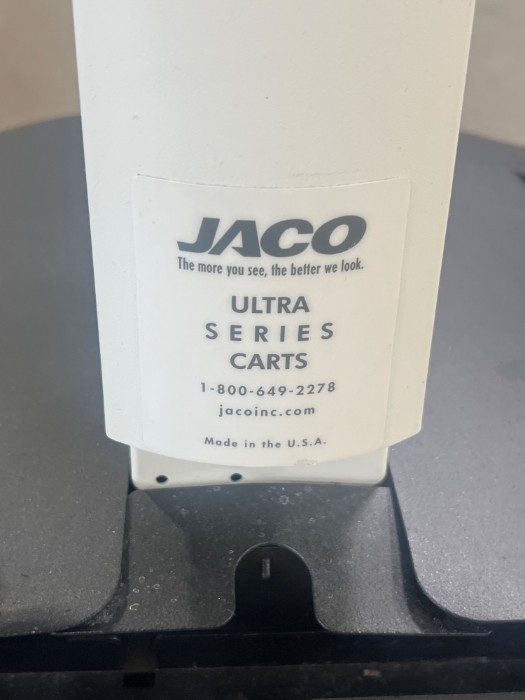 JACO
The more you see, the better we look.
ULTRA
SERIES
CARTS
1-800-649-2278
jacoinc.com
Made in the U.S.A.